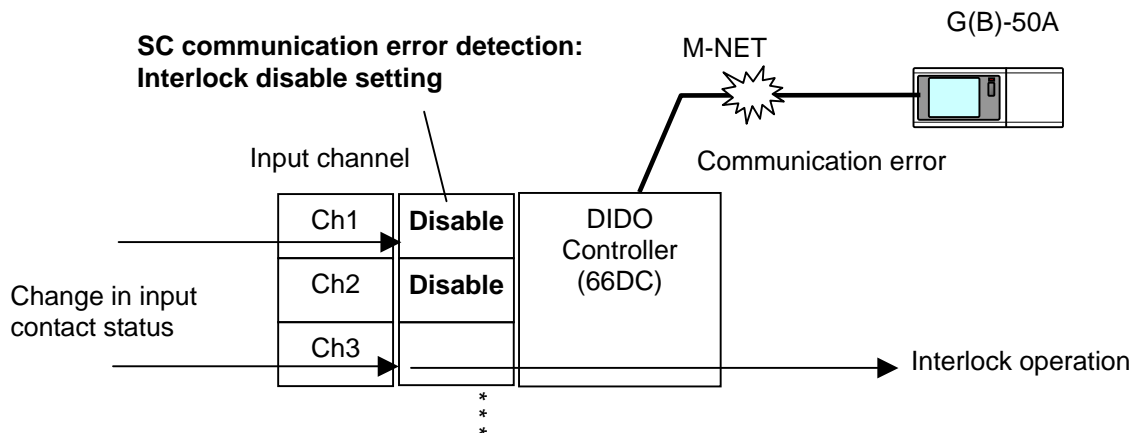 G(B)-50A
SC communication error detection:
Interlock disable setting
M-NET
Input channel
Communication error
Ch1
Disable
DIDO
Controller
(66DC)
Ch2
Disable
Change in input
contact status
Ch3
Interlock operation
*
*
*